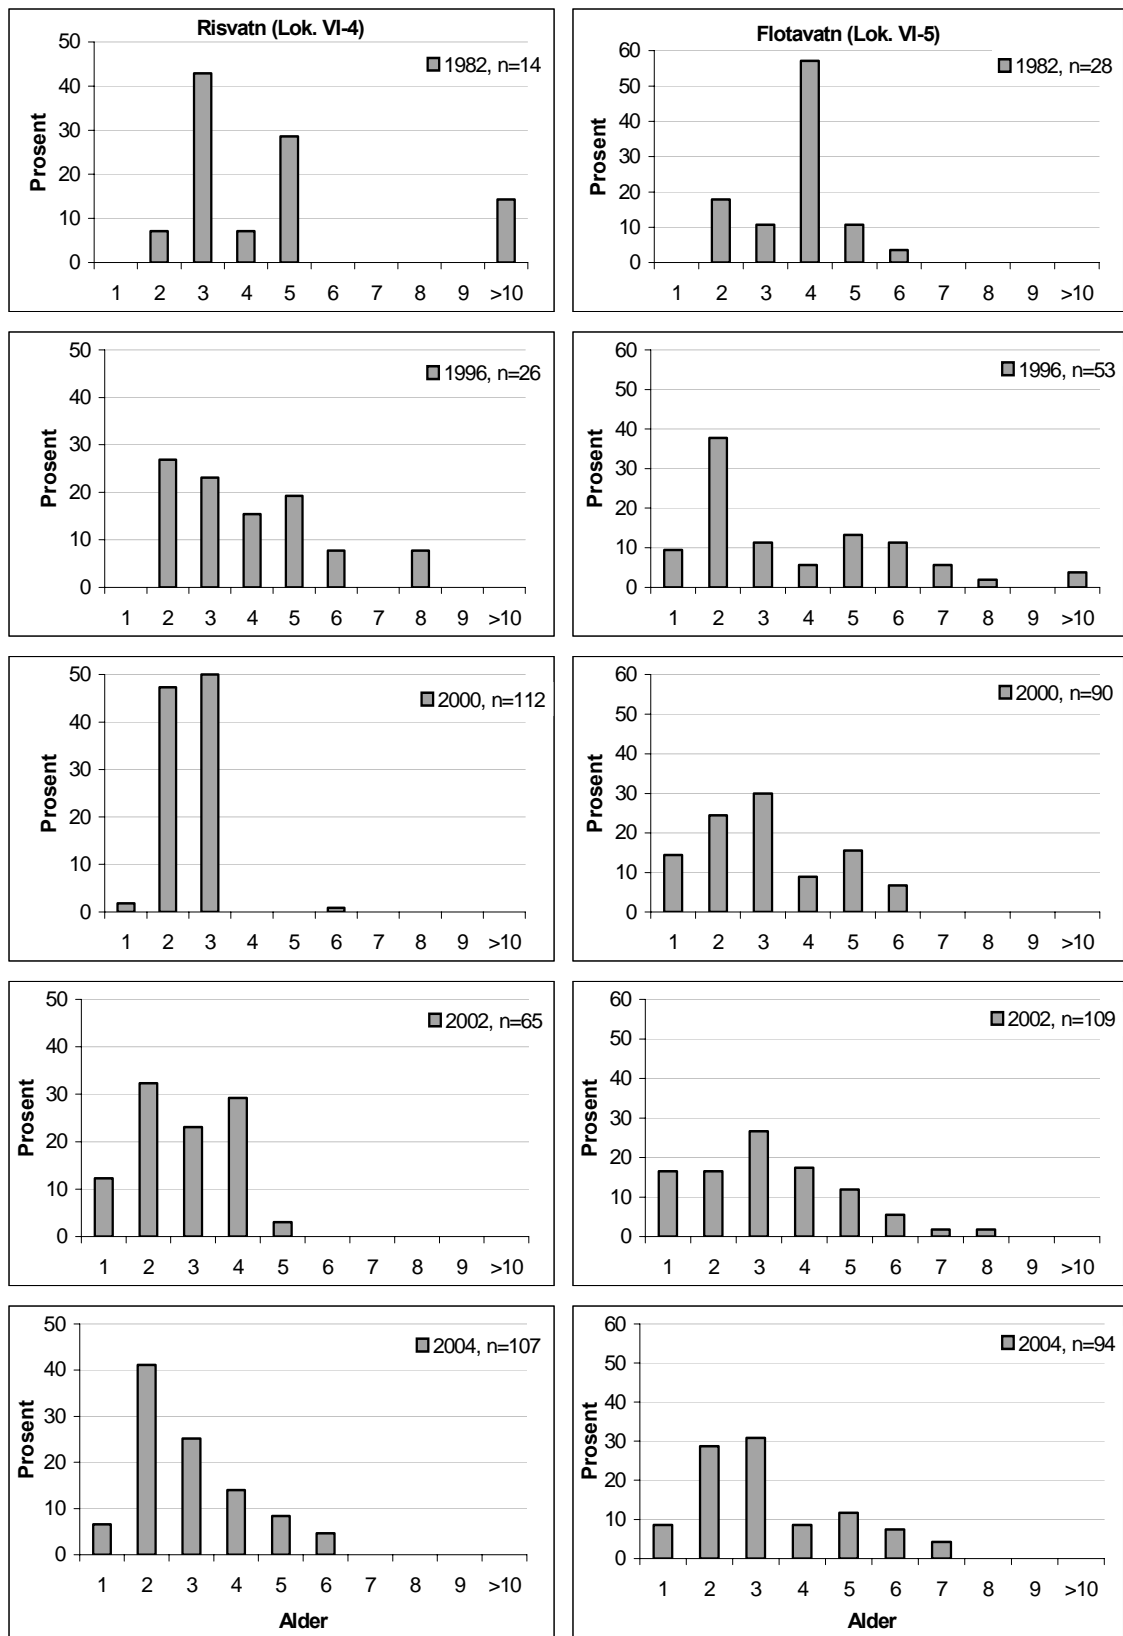 Risvatn (Lok. VI-4)
1982, n=14
Prosent
50
40
30
20
10
0
1 2 3 4 5 6 7 8 9 >10
Flotavatn (Lok. VI-5)
1982, n=28
Prosent
60
50
40
30
20
10
0
1 2 3 4 5 6 7 8 9 >10
1996, n=26
Prosent
50
40
30
20
10
0
1 2 3 4 5 6 7 8 9 >10
1996, n=53
Prosent
60
50
40
30
20
10
0
1 2 3 4 5 6 7 8 9 >10
2000, n=112
Prosent
50
40
30
20
10
0
1 2 3 4 5 6 7 8 9 >10
2000, n=90
Prosent
60
50
40
30
20
10
0
1 2 3 4 5 6 7 8 9 >10
2002, n=65
Prosent
50
40
30
20
10
0
1 2 3 4 5 6 7 8 9 >10
2002, n=109
Prosent
60
50
40
30
20
10
0
1 2 3 4 5 6 7 8 9 >10
2004, n=107
Prosent
50
40
30
20
10
0
1 2 3 4 5 6 7 8 9 >10
Alder
2004, n=94
Prosent
60
50
40
30
20
10
0
1 2 3 4 5 6 7 8 9 >10
Alder